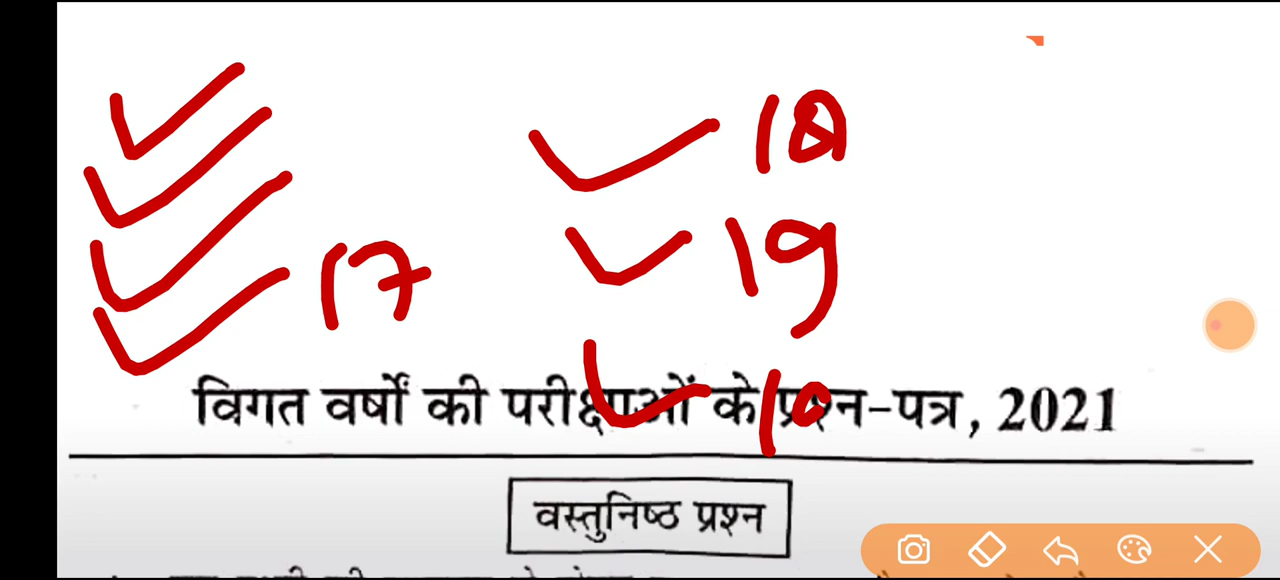 18
19
17
10
विगत वर्षों की परीक्षाओं के प्रश्न-पत्र, 2021
वस्तुनिष्ठ प्रश्न